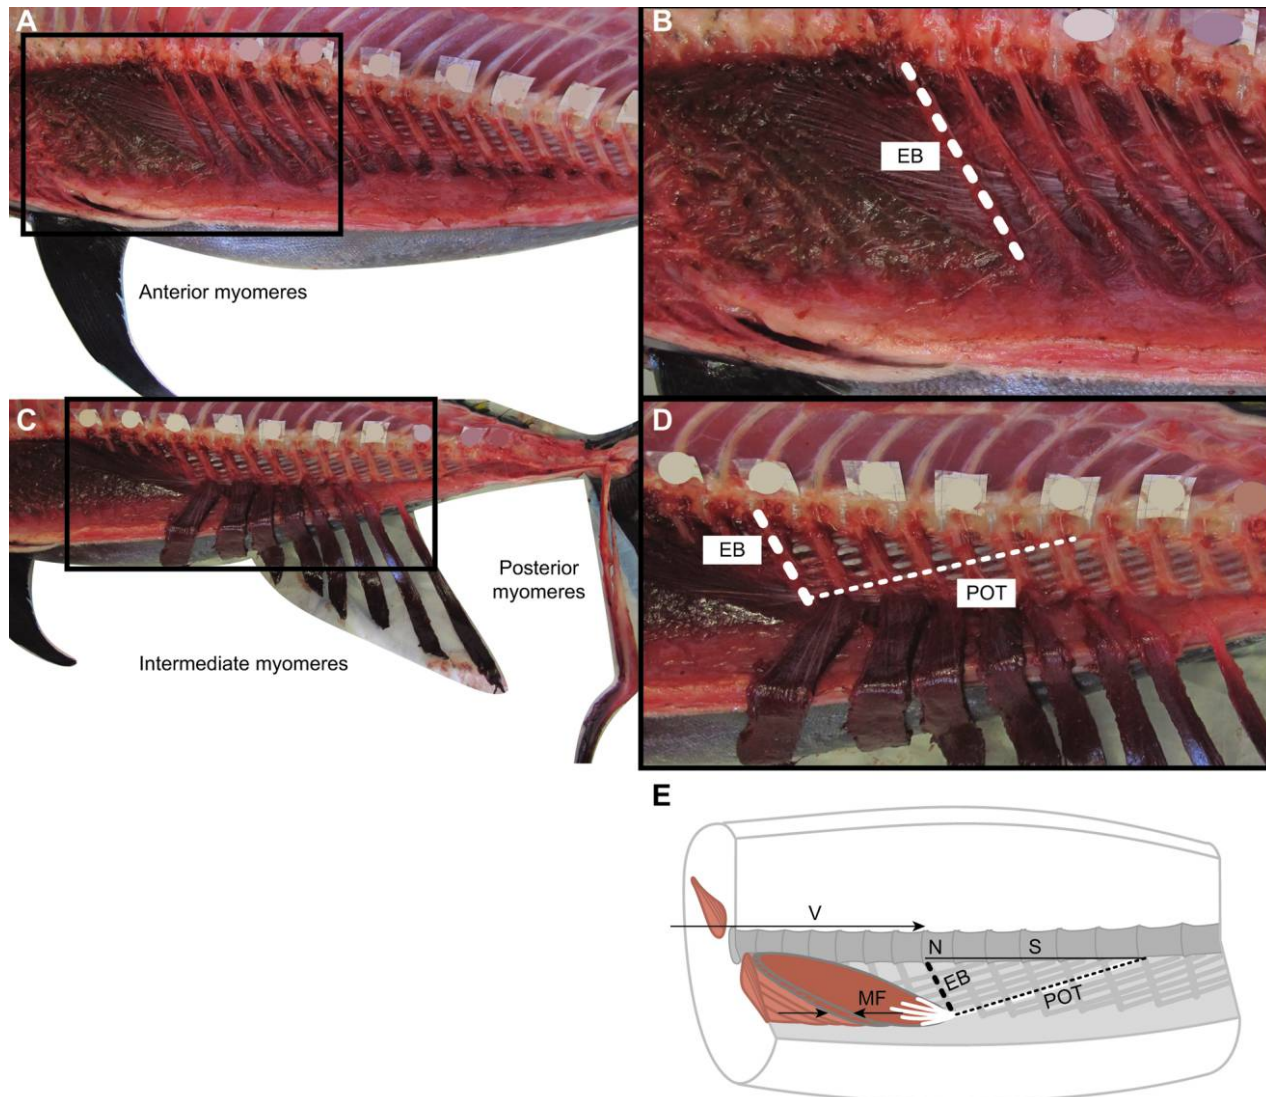 A
B
EB
Anterior myomeres
C
D
EB
POT
Posterior
myomeres
Intermediate myomeres
E
V
N
S
EB
MF
POT